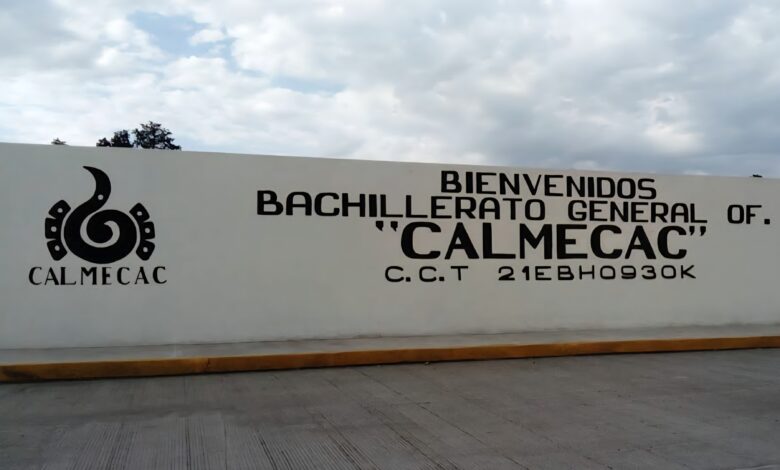 BIENVENIDOS
BACHILLERATO GENERAL OF.
"CALMECAC"
C.C.T 21EBH0930K
CALMECAC